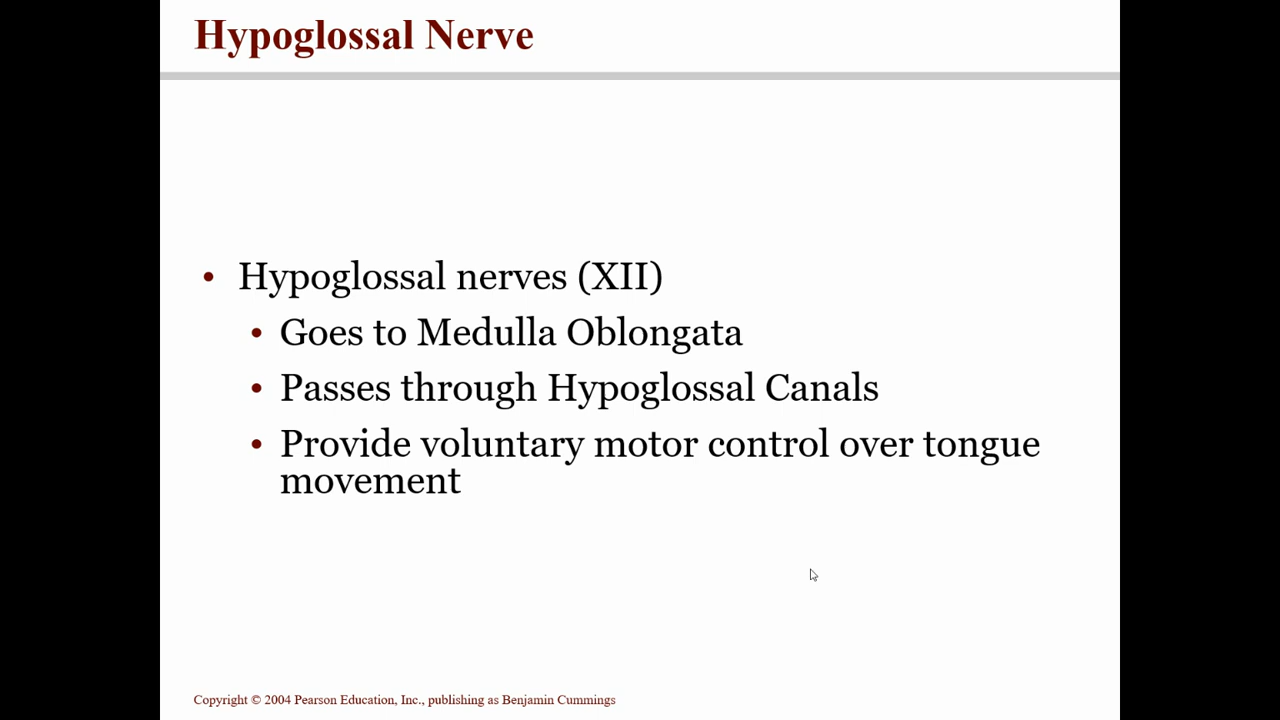 Hypoglossal Nerve
• Hypoglossal nerves (XII)
• Goes to Medulla Oblongata
• Passes through Hypoglossal Canals
• Provide voluntary motor control over tongue
movement
Copyright © 2004 Pearson Education, Inc., publishing as Benjamin Cummings